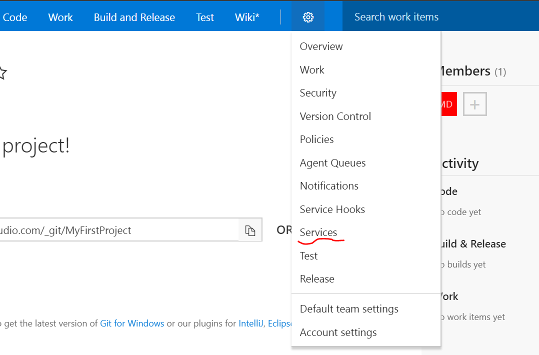 Code Work Build and Release Test Wiki* Search work items
Overview
Work
Security
Version Control
Policies
Agent Queues
Notifications
Service Hooks
Services
Test
Release
Default team settings
Account settings
project!
udio.com/_git/MyFirstProject OR
o get the latest version of Git for Windows or our plugins for IntelliJ, Eclips
Members (1)
MD
ctivity
ode
o code yet
uild & Release
o builds yet
Work
o work items yet